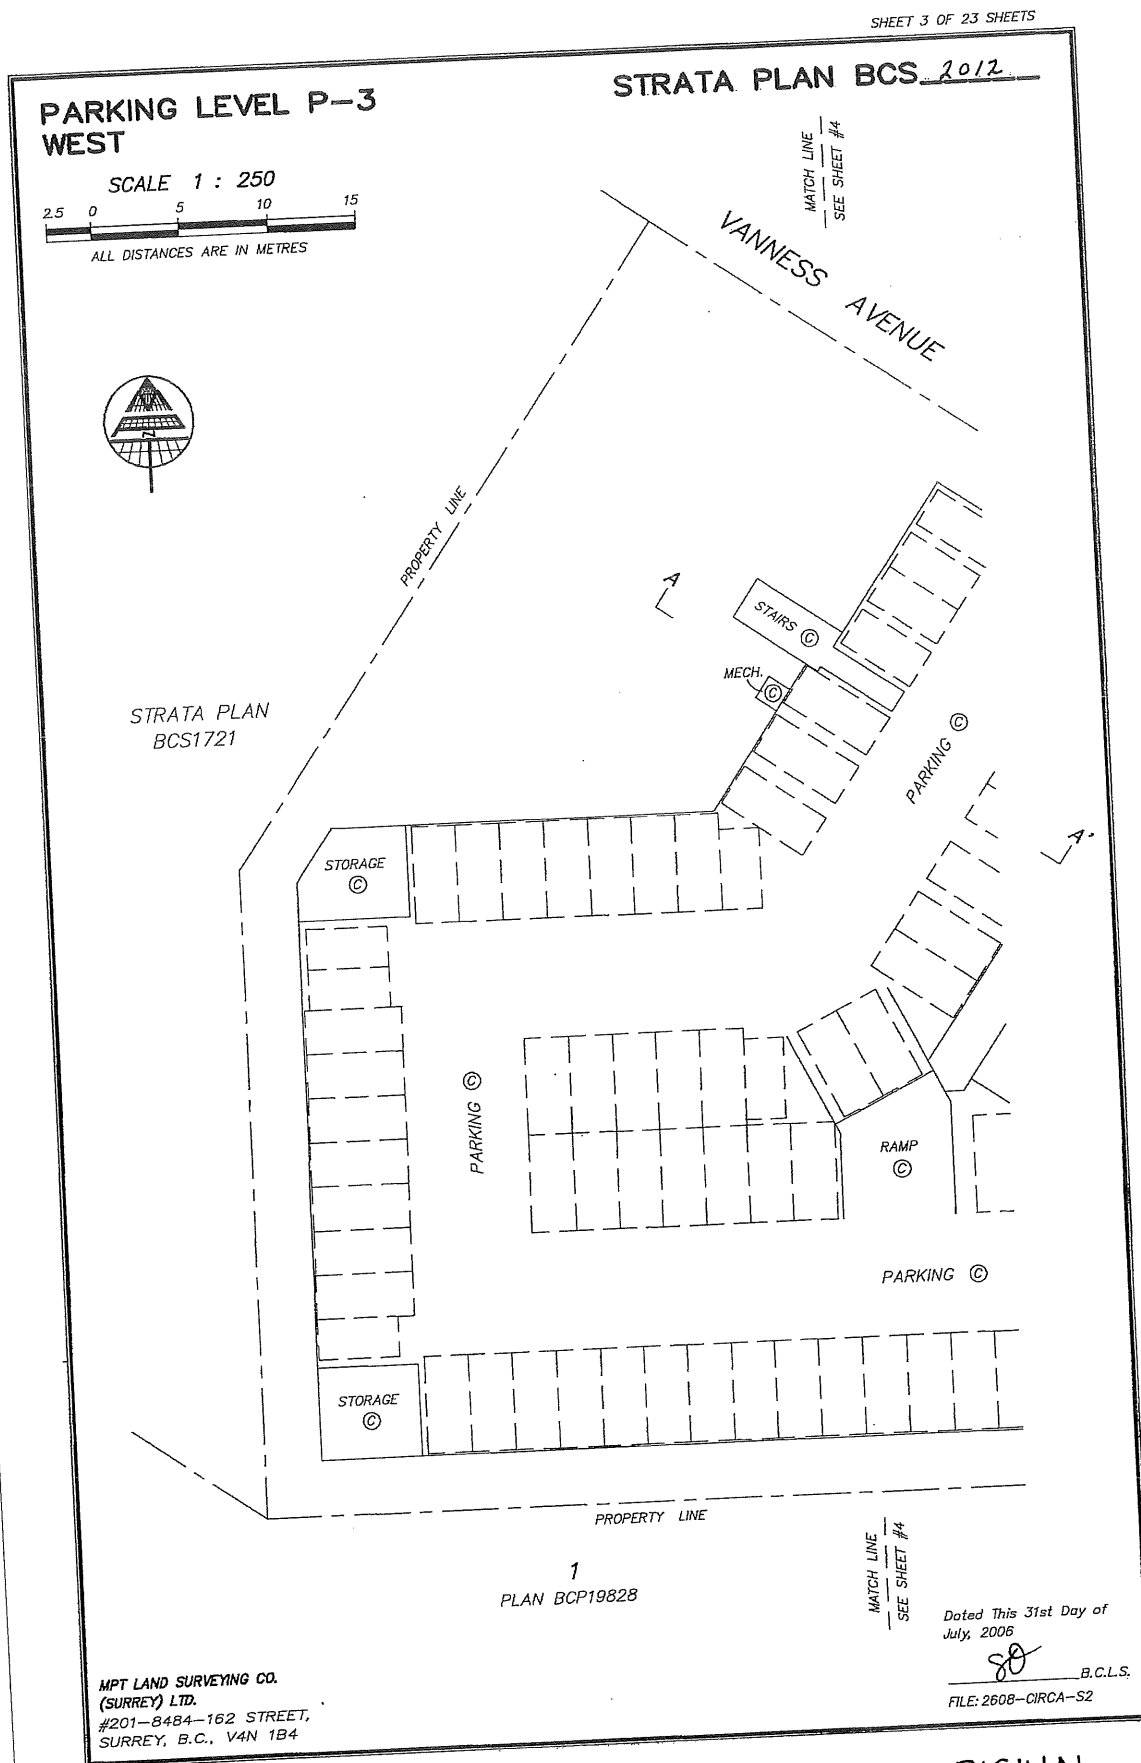 SHEET 3 OF 23 SHEETS
STRATA PLAN BCS 2012
PARKING LEVEL P-3
WEST
SCALE 1 : 250
2.5 0 5 10 15
ALL DISTANCES ARE IN METRES
MATCH LINE
SEE SHEET #4
VANNESS AVENUE
N
PROPERTY LINE
A
STAIRS Ⓒ
MECH.
Ⓒ
STRATA PLAN
BCS1721
PARKING Ⓒ
A
STORAGE
Ⓒ
PARKING Ⓒ
RAMP
Ⓒ
PARKING Ⓒ
STORAGE
Ⓒ
PROPERTY LINE
1
PLAN BCP19828
MATCH LINE
SEE SHEET #4
Dated This 31st Day of
July, 2006
B.C.L.S.
FILE: 2608-CIRCA-S2
MPT LAND SURVEYING CO.
(SURREY) LTD.
#201-8484-162 STREET,
SURREY, B.C., V4N 1B4